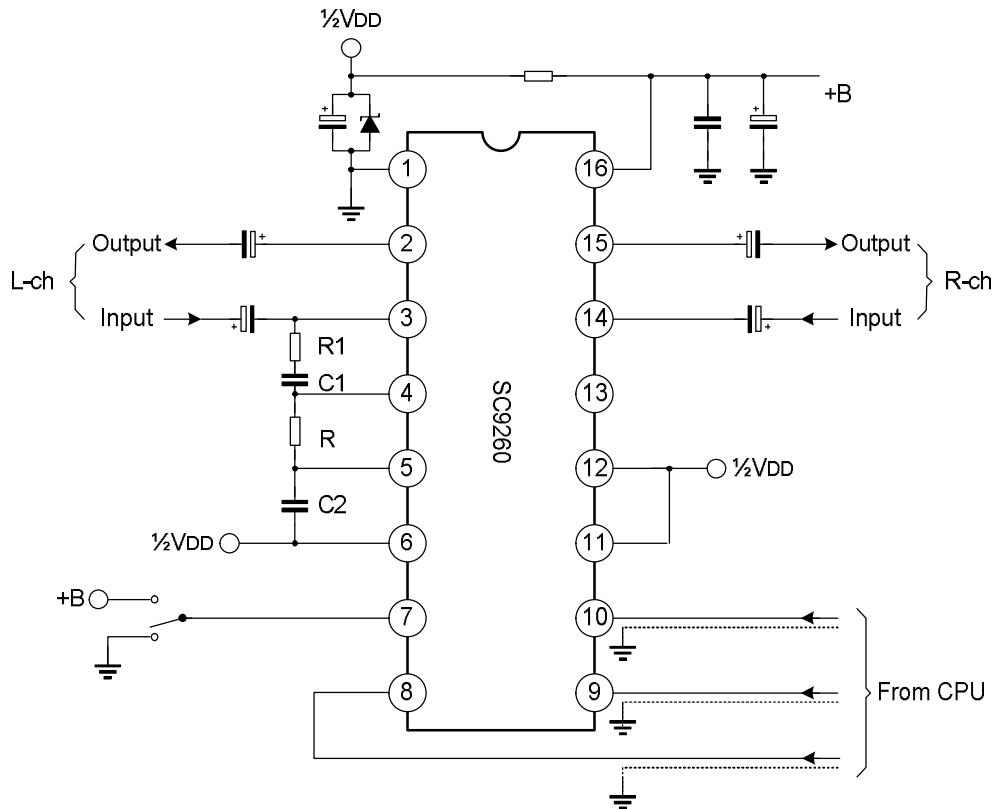 ½VDD
+B
+
+
1
16
Output
+
2
15
+
Output
L-ch
R-ch
Input
+
3
14
+
Input
R1
C1
4
13
SC9260
R
5
12
½VDD
C2
½VDD
6
11
+B
7
10
8
9
From CPU